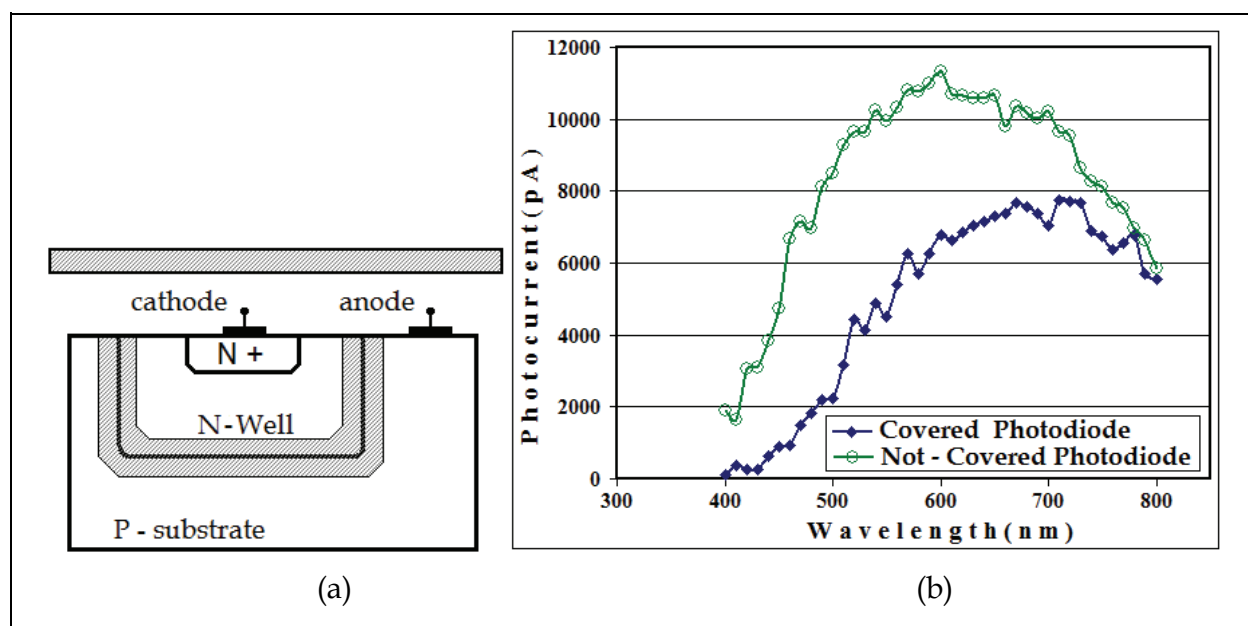 cathode anode
N +
N-Well
P - substrate
(a)
Photocurrent(pA)
12000
10000
8000
6000
4000
2000
0
Covered Photodiode
Not - Covered Photodiode
300 400 500 600 700 800
Wavelength(nm)
(b)